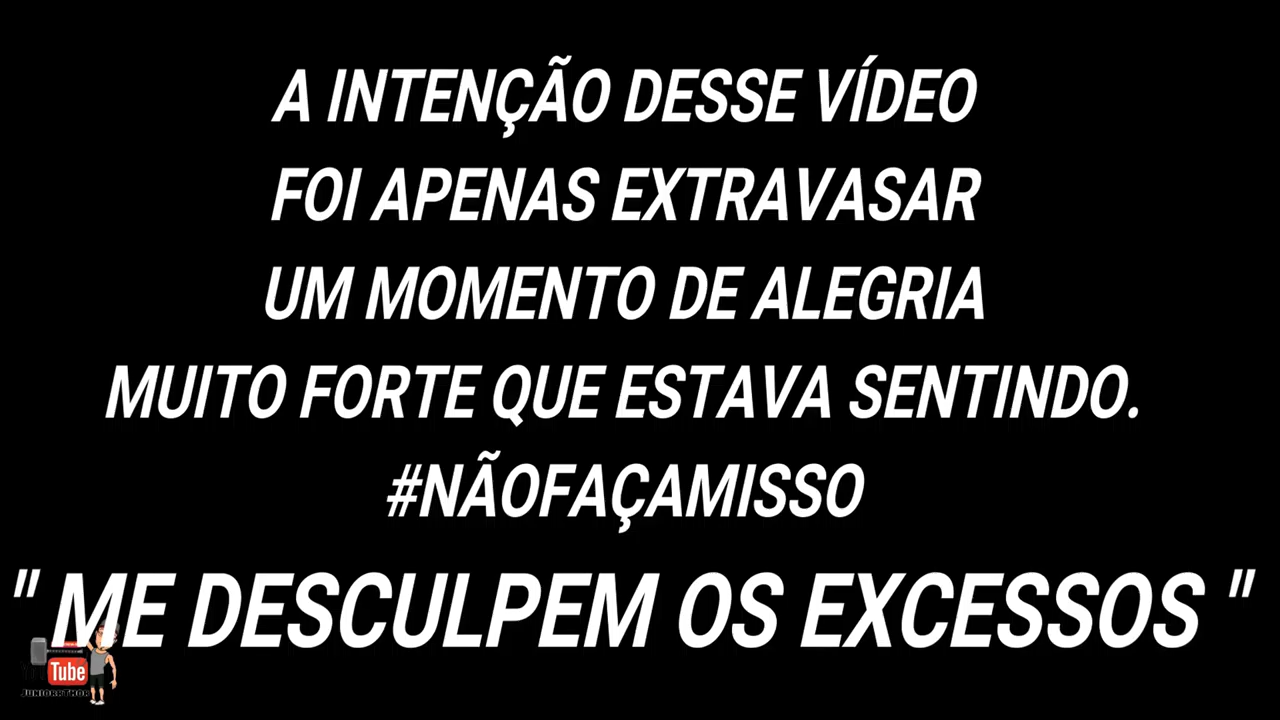 A INTENÇÃO DESSE VÍDEO
FOI APENAS EXTRAVASAR
UM MOMENTO DE ALEGRIA
MUITO FORTE QUE ESTAVA SENTINDO.
#NÃOFAÇAMISSO
" ME DESCULPEM OS EXCESSOS "
Tube